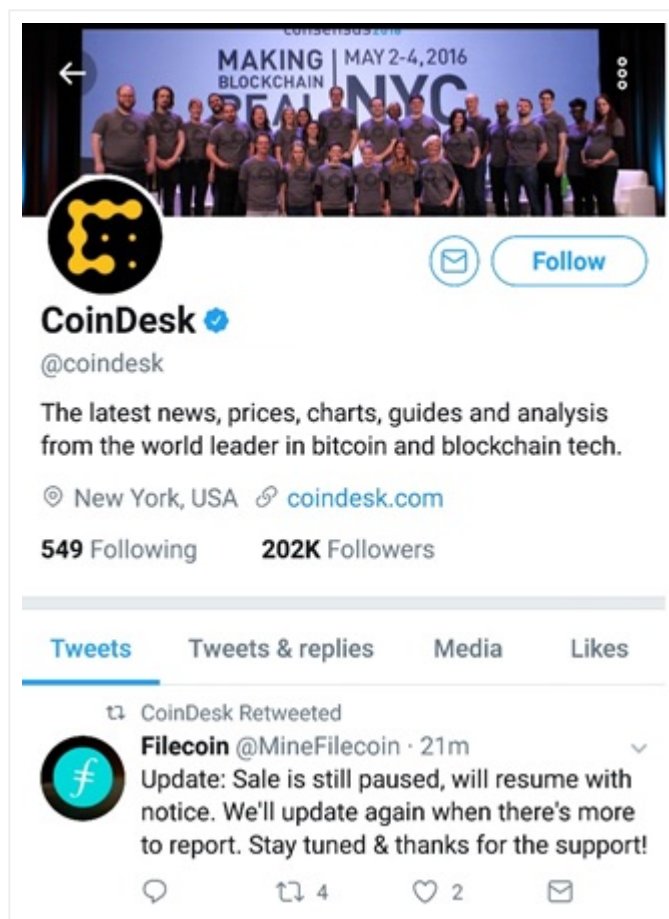 consensus2016
MAKING
BLOCKCHAIN
REAL
MAY 2-4, 2016
NYC
Follow
CoinDesk
@coindesk
The latest news, prices, charts, guides and analysis
from the world leader in bitcoin and blockchain tech.
New York, USA coindesk.com
549 Following 202K Followers
Tweets Tweets & replies Media Likes
CoinDesk Retweeted
Filecoin @MineFilecoin · 21m
Update: Sale is still paused, will resume with
notice. We'll update again when there's more
to report. Stay tuned & thanks for the support!
4 2